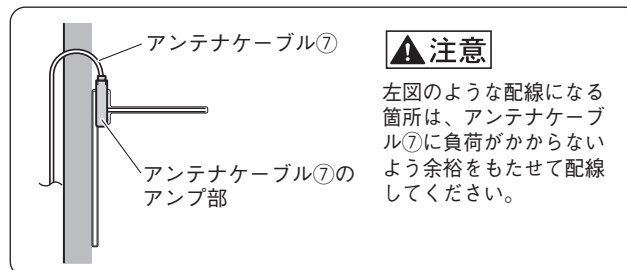 アンテナケーブル⑦
アンテナケーブル⑦の
アンプ部
注意
左図のような配線になる
箇所は、アンテナケーブ
ル⑦に負荷がかからない
よう余裕をもたせて配線
してください。